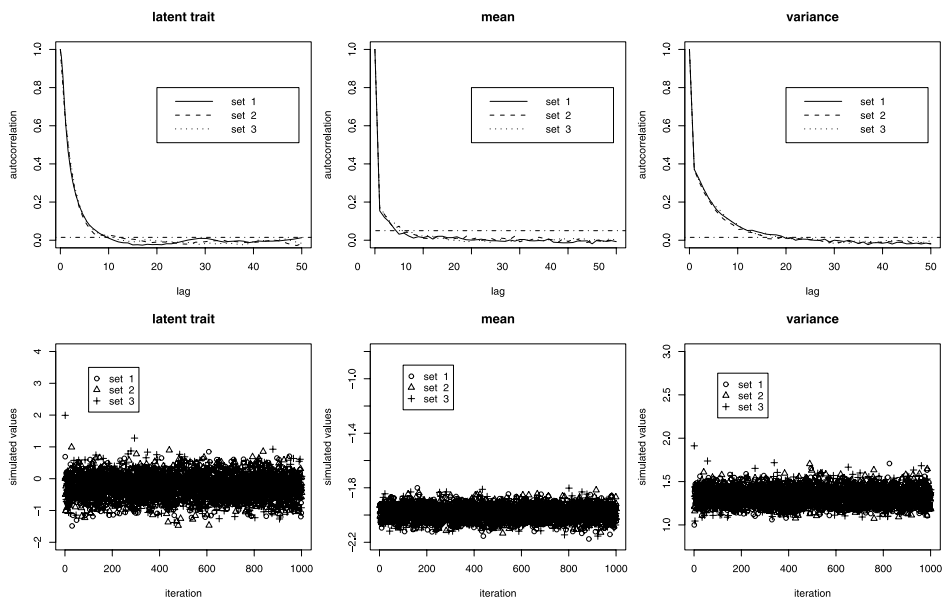 latent trait
autocorrelation
1.0
0.8
0.6
0.4
0.2
0.0
set 1
set 2
set 3
0 10 20 30 40 50
lag
mean
autocorrelation
1.0
0.8
0.6
0.4
0.2
0.0
set 1
set 2
set 3
0 10 20 30 40 50
lag
variance
autocorrelation
1.0
0.8
0.6
0.4
0.2
0.0
set 1
set 2
set 3
0 10 20 30 40 50
lag
latent trait
simulated values
4
3
2
1
0
−1
−2
set 1
set 2
set 3
0 200 400 600 800 1000
iteration
mean
simulated values
−1.0
−1.4
−1.8
−2.2
set 1
set 2
set 3
0 200 400 600 800 1000
iteration
variance
simulated values
3.0
2.5
2.0
1.5
1.0
set 1
set 2
set 3
0 200 400 600 800 1000
iteration